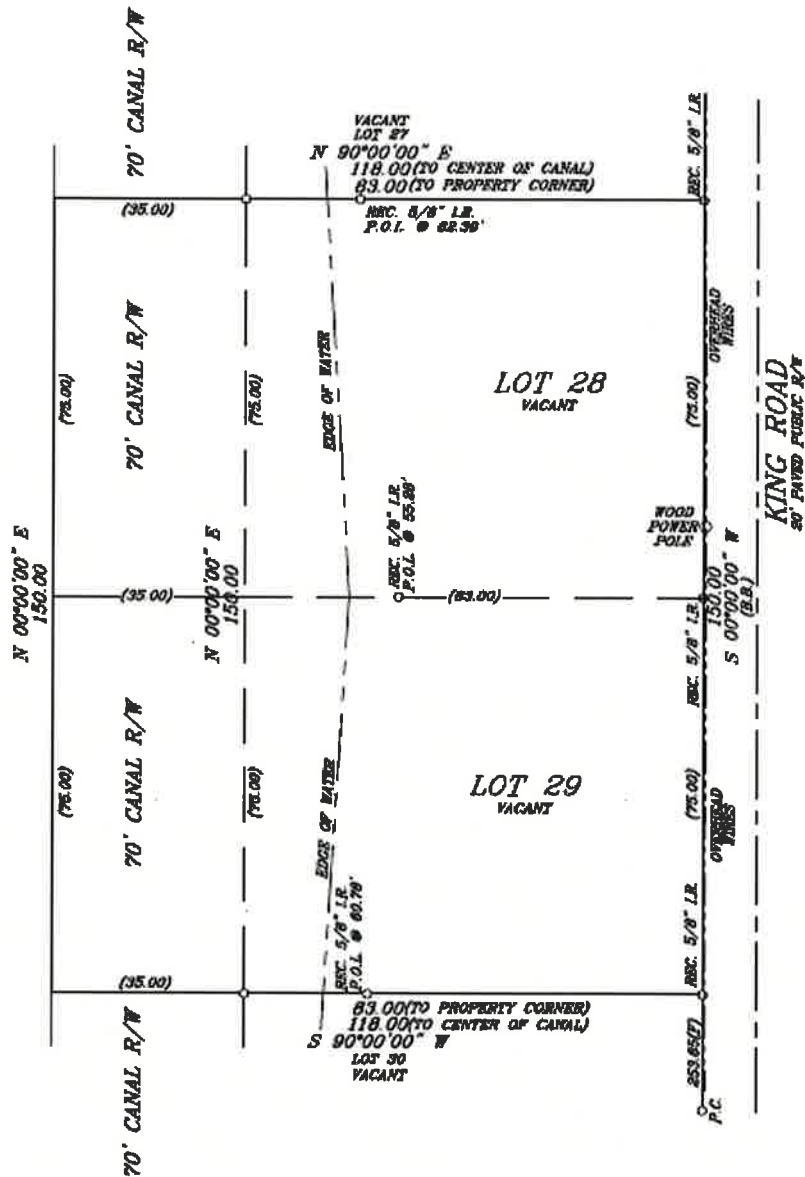 70' CANAL R/W
70' CANAL R/W
70' CANAL R/W
70' CANAL R/W
VACANT
LOT 27
N 90°00'00" E
118.00(TO CENTER OF CANAL)
83.00(TO PROPERTY CORNER)
REC. 5/8" I.R.
P.O.L. @ 62.39'
(35.00)
REC. 5/8" I.R.
(75.00)
(75.00)
EDGE OF WATER
LOT 28
VACANT
OVERHEAD
WIRES
(75.00)
KING ROAD
20' PAVED PUBLIC R/W
WOOD
POWER
POLE
N 00°00'00" E
150.00
(35.00)
N 00°00'00" E
150.00
REC. 5/8" I.R.
P.O.L. @ 55.28'
(83.00)
150.00
S 00°00'00" W
(B.B.)
REC. 5/8" I.R.
(75.00)
(75.00)
EDGE OF WATER
LOT 29
VACANT
(75.00)
OVERHEAD
WIRES
REC. 5/8" I.R.
P.O.L. @ 60.78'
REC. 5/8" I.R.
(35.00)
83.00(TO PROPERTY CORNER)
118.00(TO CENTER OF CANAL)
S 90°00'00" W
LOT 30
VACANT
253.65(F)
P.C.